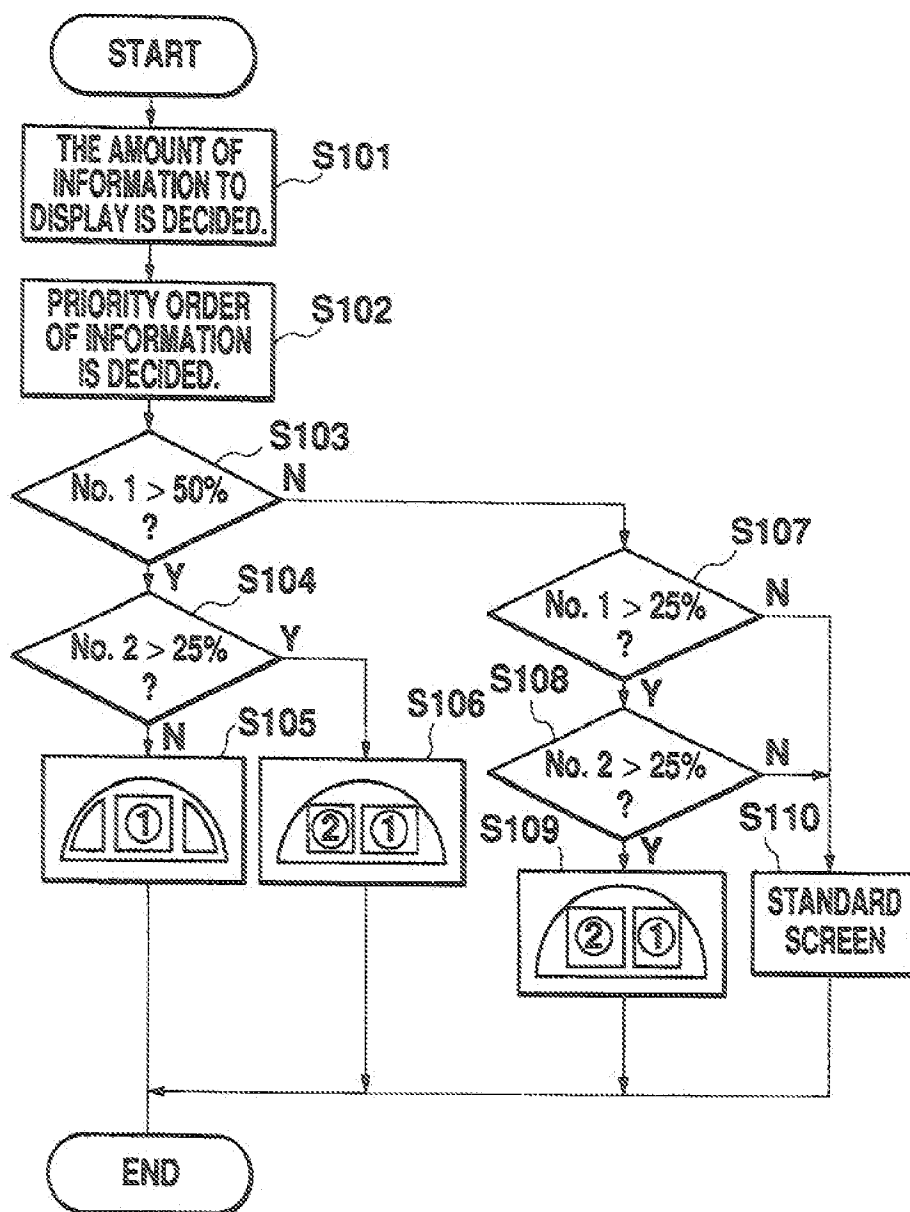 START
THE AMOUNT OF
INFORMATION TO
DISPLAY IS DECIDED.
S101
PRIORITY ORDER
OF INFORMATION
IS DECIDED.
S102
S103
No. 1 > 50%
?
N
Y
S104
No. 2 > 25%
?
Y
N
S105
①
S106
② ①
S107
No. 1 > 25%
?
N
Y
S108
No. 2 > 25%
?
N
Y
S109
② ①
S110
STANDARD
SCREEN
END